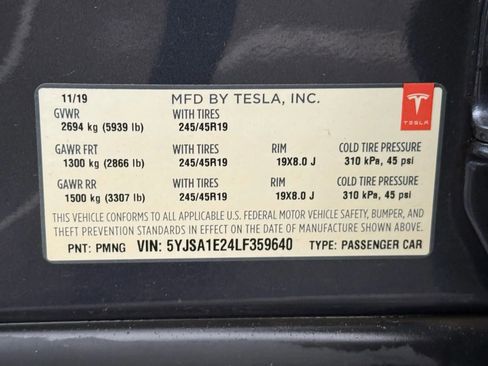 11/19 MFD BY TESLA, INC.
GVWR WITH TIRES
2694 kg (5939 lb) 245/45R19
TESLA
GAWR FRT WITH TIRES RIM COLD TIRE PRESSURE
1300 kg (2866 lb) 245/45R19 19X8.0 J 310 kPa, 45 psi
GAWR RR WITH TIRES RIM COLD TIRE PRESSURE
1500 kg (3307 lb) 245/45R19 19X8.0 J 310 kPa, 45 psi
THIS VEHICLE CONFORMS TO ALL APPLICABLE U.S. FEDERAL MOTOR VEHICLE SAFETY, BUMPER, AND
THEFT PREVENTION STANDARDS IN EFFECT ON THE DATE OF MANUFACTURE SHOWN ABOVE.
PNT: PMNG VIN: 5YJSA1E24LF359640 TYPE: PASSENGER CAR